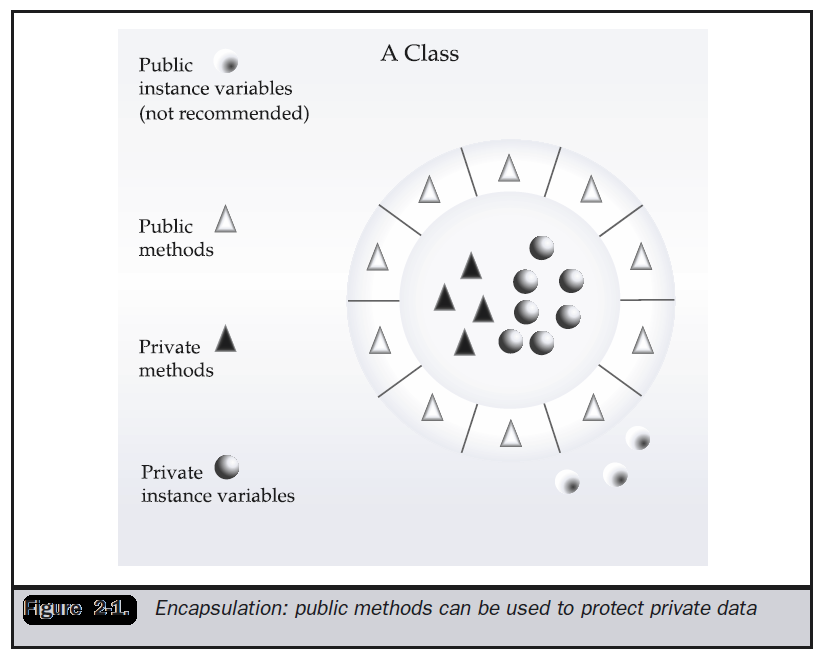 A Class
Public
instance variables
(not recommended)
Public
methods
Private
methods
Private
instance variables
Figure 2-1. Encapsulation: public methods can be used to protect private data